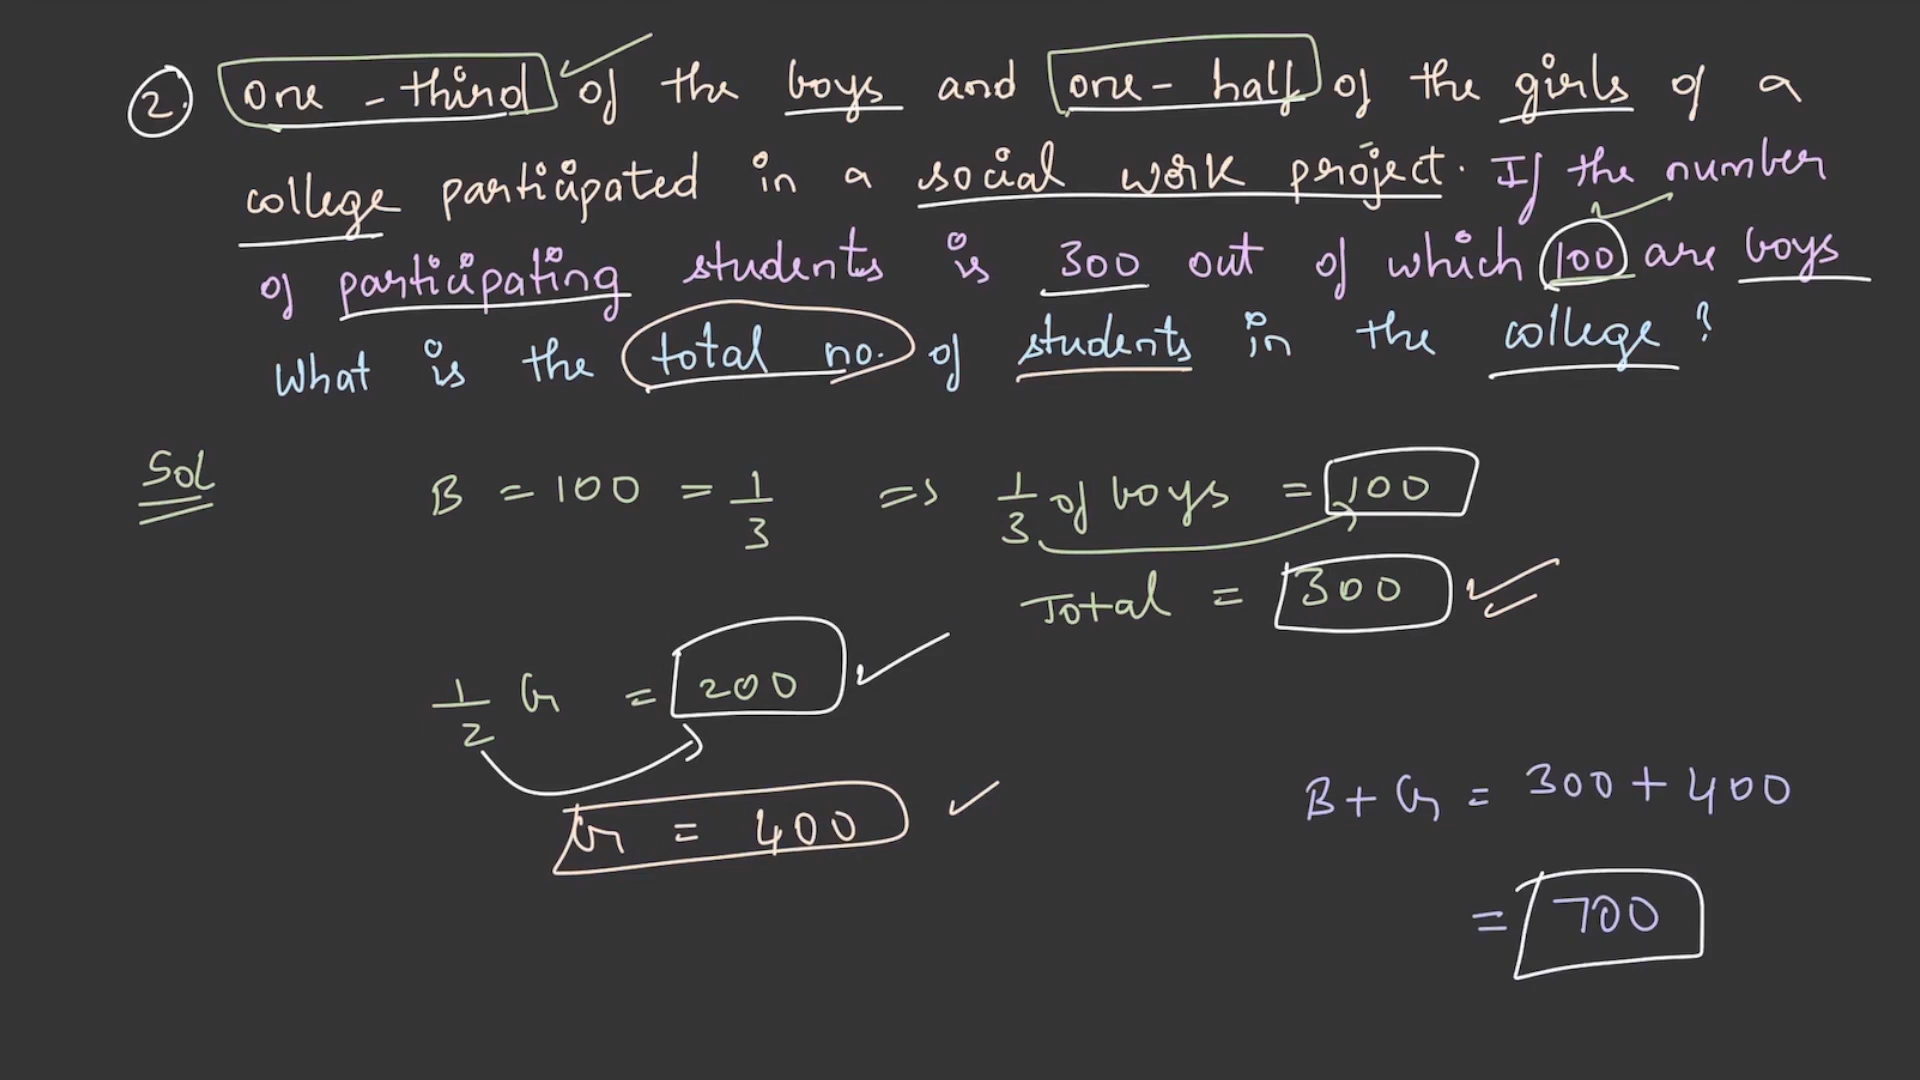 2. one - third of the boys and one - half of the girls of a
college participated in a social work project. If the number
of participating students is 300 out of which 100 are boys
What is the total no. of students in the college?
Sol
B = 100 = 1/3 => 1/3 of boys = 100
Total = 300
1/2 G = 200
G = 400
B + G = 300 + 400
= 700